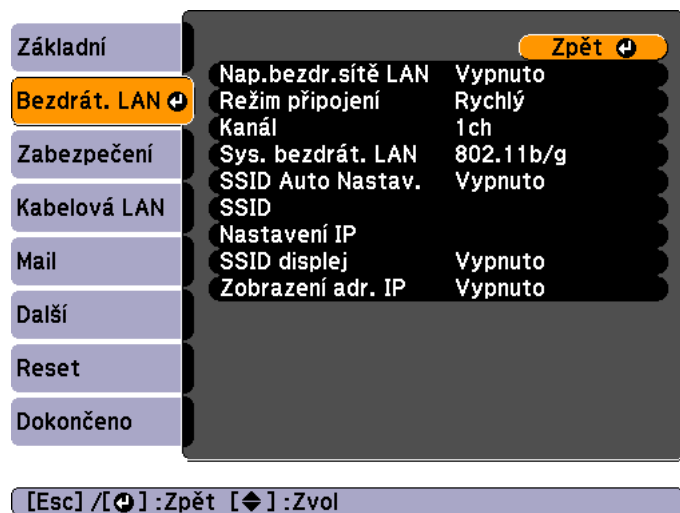 Základní
Bezdrát. LAN
Zabezpečení
Kabelová LAN
Mail
Další
Reset
Dokončeno
Zpět
Nap.bezdr.sítě LAN Vypnuto
Režim připojení Rychlý
Kanál 1ch
Sys. bezdrát. LAN 802.11b/g
SSID Auto Nastav. Vypnuto
SSID
Nastavení IP
SSID displej Vypnuto
Zobrazení adr. IP Vypnuto
[Esc] /[⏎] :Zpět [◆] :Zvol